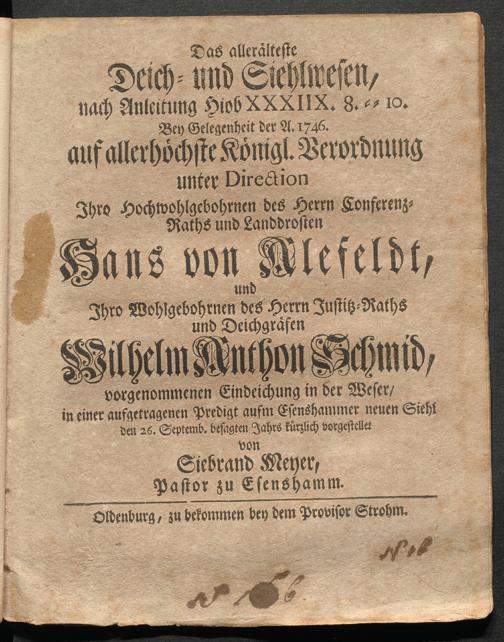 Das allerälteste
Deich- und Siehlwesen,
nach Anleitung Hiob XXXIIX. 8. -- 10.
Bey Gelegenheit der A. 1746.
auf allerhöchste Königl. Verordnung
unter Direction
Ihro Hochwohlgebohrnen des Herrn Conferenz-
Raths und Landdrosten
Hans von Alefeldt,
und
Ihro Wohlgebohrnen des Herrn Justitz-Raths
und Deichgräfen
Wilhelm Anthon Schmid,
vorgenommenen Eindeichung in der Weser/
in einer aufgetragenen Predigt aufm Esenshammer neuen Siehl
den 26. Septemb. besagten Jahrs kürzlich vorgestellet
von
Siebrand Meyer,
Pastor zu Esenshamm.
Oldenburg, zu bekommen bey dem Provisor Strohm.